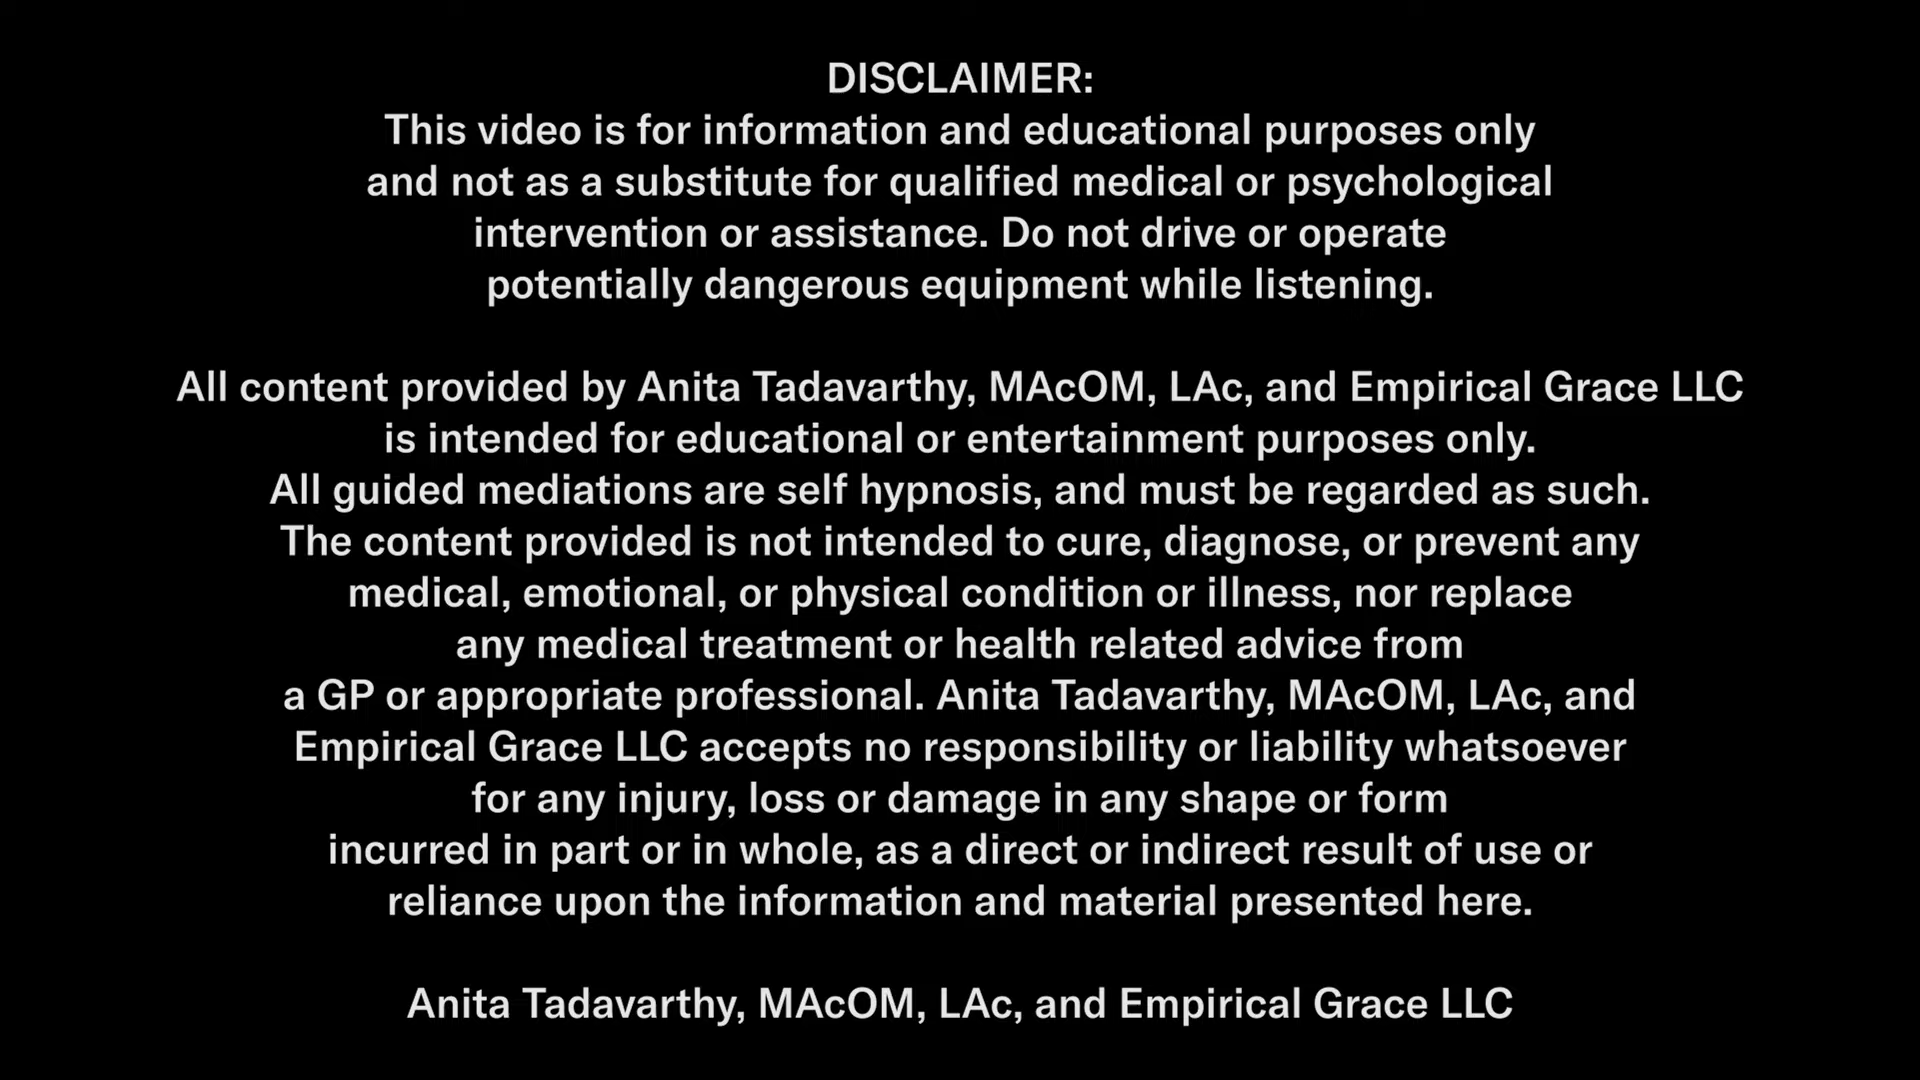 DISCLAIMER:
This video is for information and educational purposes only
and not as a substitute for qualified medical or psychological
intervention or assistance. Do not drive or operate
potentially dangerous equipment while listening.
All content provided by Anita Tadavarthy, MAcOM, LAc, and Empirical Grace LLC
is intended for educational or entertainment purposes only.
All guided mediations are self hypnosis, and must be regarded as such.
The content provided is not intended to cure, diagnose, or prevent any
medical, emotional, or physical condition or illness, nor replace
any medical treatment or health related advice from
a GP or appropriate professional. Anita Tadavarthy, MAcOM, LAc, and
Empirical Grace LLC accepts no responsibility or liability whatsoever
for any injury, loss or damage in any shape or form
incurred in part or in whole, as a direct or indirect result of use or
reliance upon the information and material presented here.
Anita Tadavarthy, MAcOM, LAc, and Empirical Grace LLC